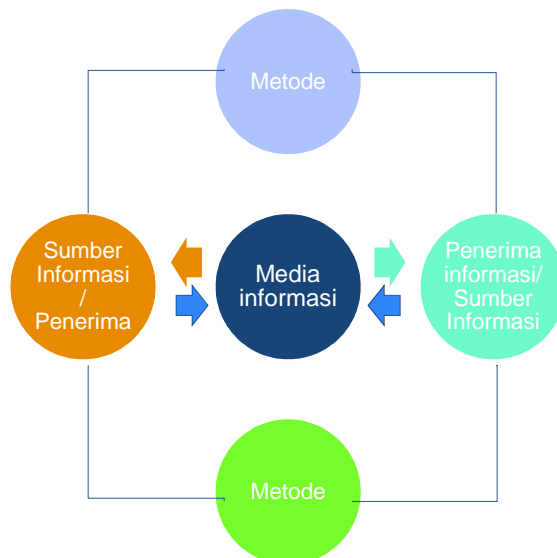 Metode
Sumber
Informasi
/
Penerima
Media
informasi
Penerima
informasi/
Sumber
Informasi
Metode